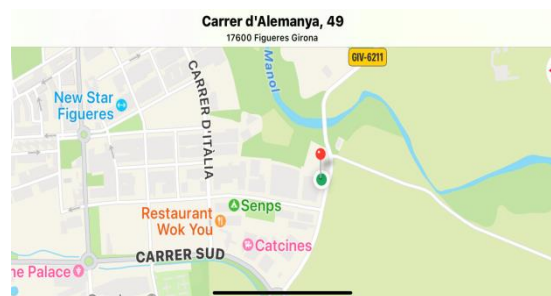 Carrer d'Alemanya, 49
17600 Figueres Girona
GIV-6211
Manol
CARRER D'ITÀLIA
New Star
Figueres
Senps
Restaurant
Wok You
Catcines
CARRER SUD
ne Palace